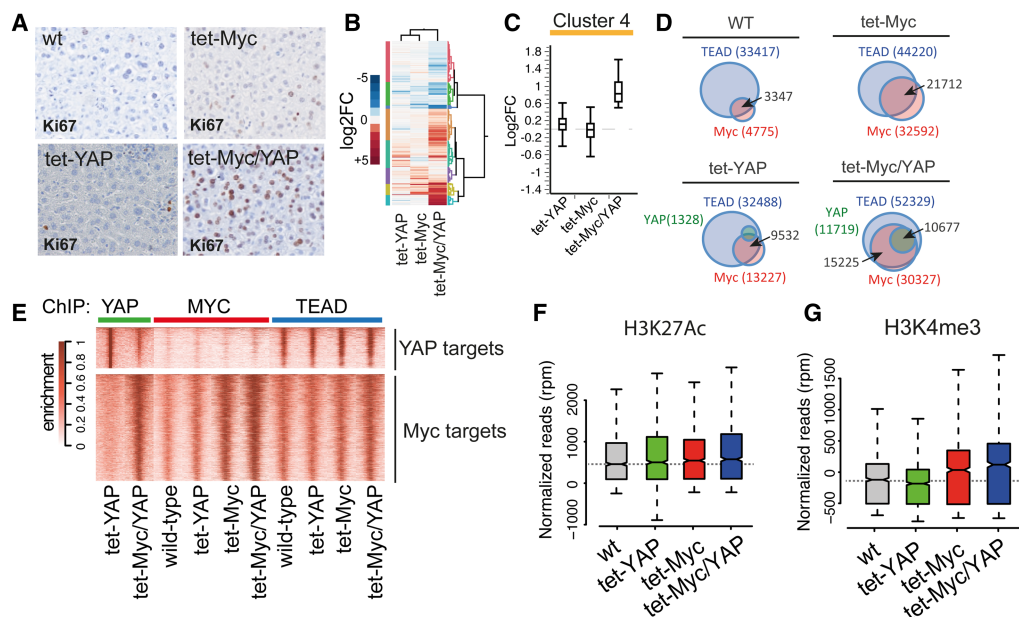 A
wt
Ki67
tet-Myc
Ki67
tet-YAP
Ki67
tet-Myc/YAP
Ki67
B
-5
0
+5
log2FC
tet-YAP
tet-Myc
tet-Myc/YAP
C
Cluster 4
Log2FC
1.8
1.4
1
0.6
0.2
-0.2
-0.6
-1
-1.4
tet-YAP
tet-Myc
tet-Myc/YAP
D
WT
TEAD (33417)
3347
Myc (4775)
tet-Myc
TEAD (44220)
21712
Myc (32592)
tet-YAP
TEAD (32488)
YAP(1328)
9532
Myc (13227)
tet-Myc/YAP
TEAD (52329)
YAP
(11719)
10677
15225
Myc (30327)
E
ChIP: YAP MYC TEAD
enrichment
0 0.2 0.4 0.6 0.8 1
YAP targets
Myc targets
tet-YAP
tet-Myc/YAP
wild-type
tet-YAP
tet-Myc
tet-Myc/YAP
wild-type
tet-YAP
tet-Myc
tet-Myc/YAP
F
H3K27Ac
Normalized reads (rpm)
2000
1000
0
-1000
wt
tet-YAP
tet-Myc
tet-Myc/YAP
G
H3K4me3
Normalized reads (rpm)
1500
1000
500
0
-500
wt
tet-YAP
tet-Myc
tet-Myc/YAP